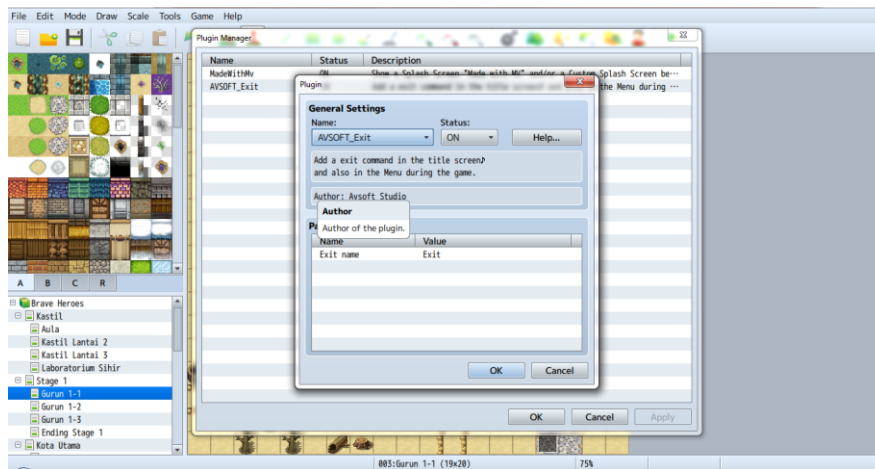 File Edit Mode Draw Scale Tools Game Help
Plugin Manager
Name Status Description
MadeWithMv ON Show a Splash Screen "Made with MV" and/or a Custom Splash Screen be…
AVSOFT_Exit the Menu during …
Plugin
General Settings
Name: Status:
AVSOFT_Exit ON Help...
Add a exit command in the title screen♪
and also in the Menu during the game.
Author: Avsoft Studio
Author
Author of the plugin.
Name Value
Exit name Exit
OK Cancel
OK Cancel Apply
A B C R
Brave Heroes
Kastil
Aula
Kastil Lantai 2
Kastil Lantai 3
Laboratorium Sihir
Stage 1
Gurun 1-1
Gurun 1-2
Gurun 1-3
Ending Stage 1
Kota Utama
003:Gurun 1-1 (19×20) 75%